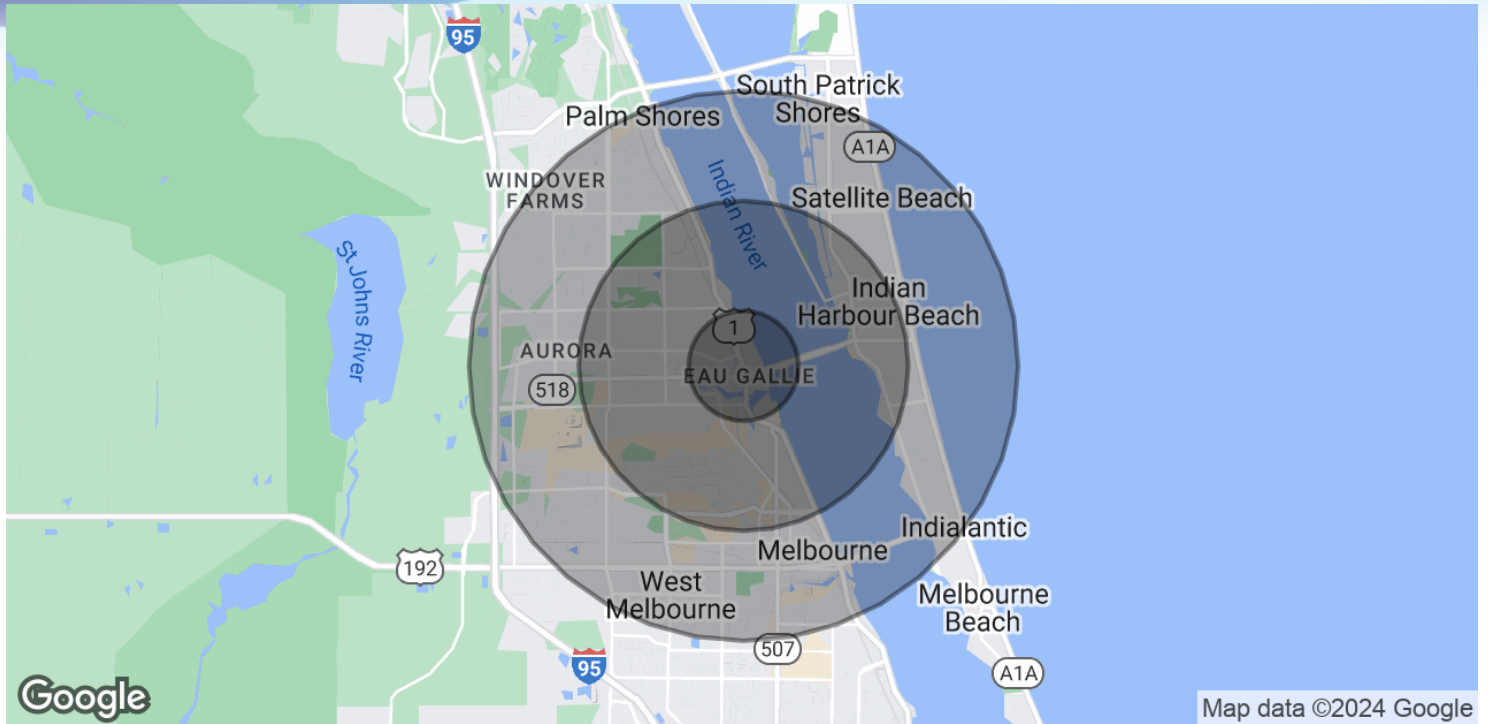 95
South Patrick
Shores
Palm Shores
A1A
WINDOVER
FARMS
Indian River
Satellite Beach
St Johns River
Indian
Harbour Beach
1
AURORA
EAU GALLIE
518
Indialantic
Melbourne
192
West
Melbourne
Melbourne
Beach
507
95
A1A
Google
Map data ©2024 Google